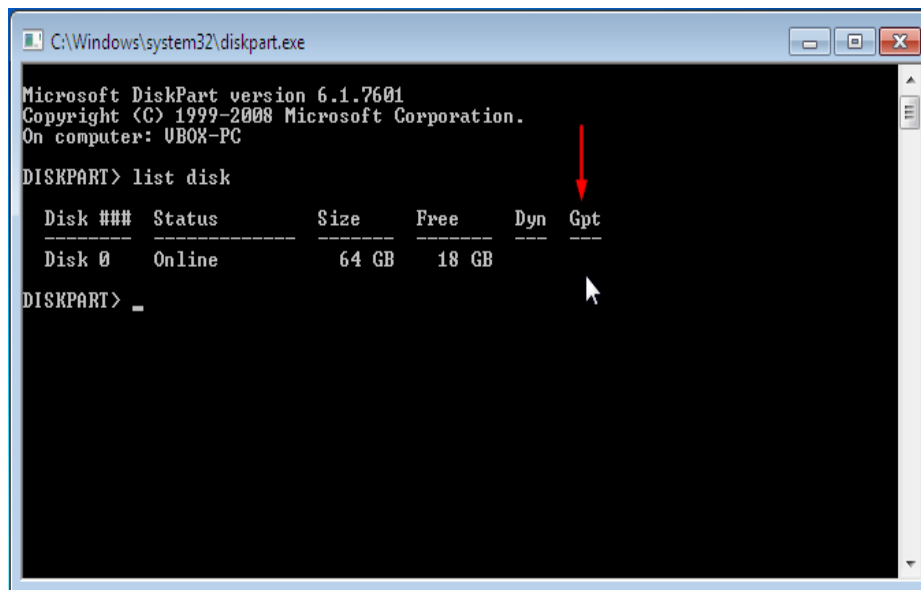 C:\Windows\system32\diskpart.exe
Microsoft DiskPart version 6.1.7601
Copyright (C) 1999-2008 Microsoft Corporation.
On computer: VBOX-PC
DISKPART> list disk
Disk ###  Status         Size     Free     Dyn  Gpt
--------  -------------  -------  -------  ---  ---
Disk 0    Online           64 GB    18 GB
DISKPART> _